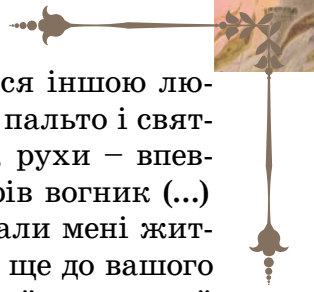 ся іншою лю-
пальто і свят-
рухи – впев-
рів вогник (...)
али мені жит-
ще до вашого